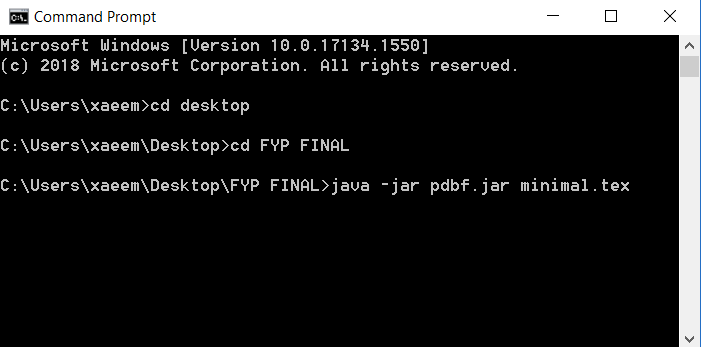 Command Prompt
Microsoft Windows [Version 10.0.17134.1550]
(c) 2018 Microsoft Corporation. All rights reserved.
C:\Users\xaeem>cd desktop
C:\Users\xaeem\Desktop>cd FYP FINAL
C:\Users\xaeem\Desktop\FYP FINAL>java -jar pdbf.jar minimal.tex